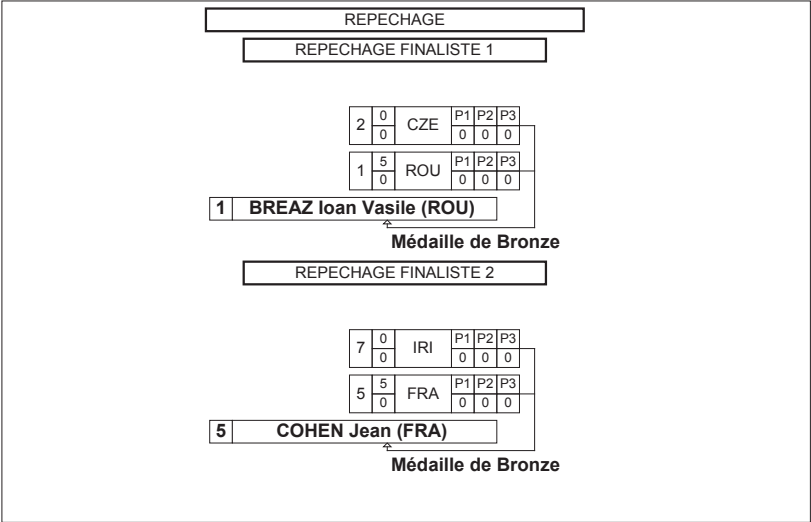 REPECHAGE
REPECHAGE FINALISTE 1
2 0 CZE P1 P2 P3
0 0 0 0
1 5 ROU P1 P2 P3
0 0 0 0
1 BREAZ Ioan Vasile (ROU)
Médaille de Bronze
REPECHAGE FINALISTE 2
7 0 IRI P1 P2 P3
0 0 0 0
5 5 FRA P1 P2 P3
0 0 0 0
5 COHEN Jean (FRA)
Médaille de Bronze